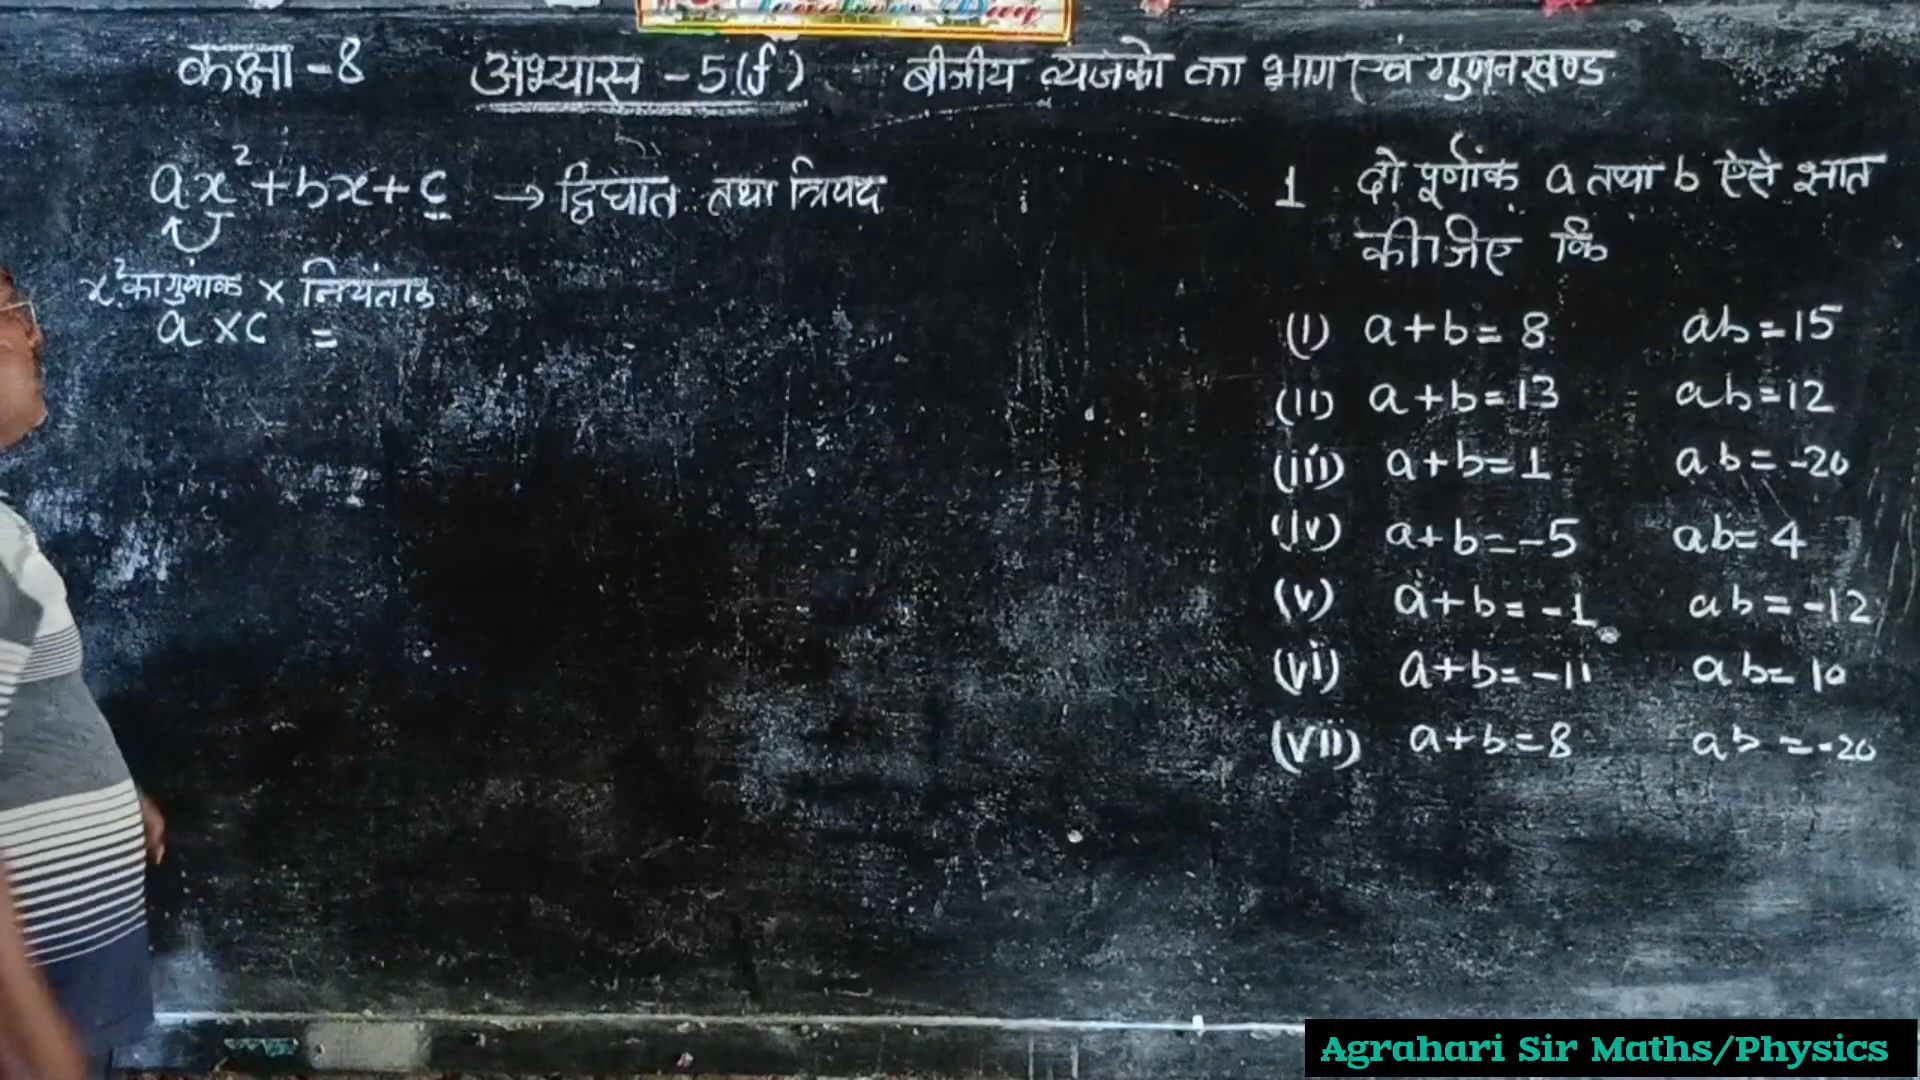 कक्षा -8 अभ्यास -5(f) बीजीय व्यंजको का भाग एवं गुणनखण्ड
ax²+bx+c → द्विघात तथा त्रिपद
x² का गुणांक × नियंतांक
a×c =
1 दो पूर्णांक a तथा b ऐसे ज्ञात
कीजिए कि
(i) a+b=8 ab=15
(ii) a+b=13 ab=12
(iii) a+b=1 ab=-20
(iv) a+b=-5 ab=4
(v) a+b=-1 ab=-12
(vi) a+b=-11 ab=10
(vii) a+b=8 ab=-20
Agrahari Sir Maths/Physics